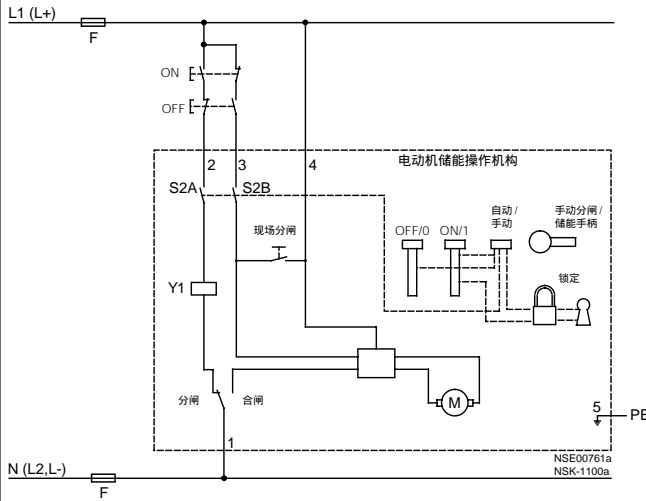 L1 (L+)
F
ON
OFF
2
3
4
电动机储能操作机构
S2A
S2B
自动 /
手动
手动分闸 /
储能手柄
现场分闸
OFF/0
ON/1
锁定
Y1
M
分闸
合闸
5
PE
1
NSE00761a
NSK-1100a
N (L2,L-)
F